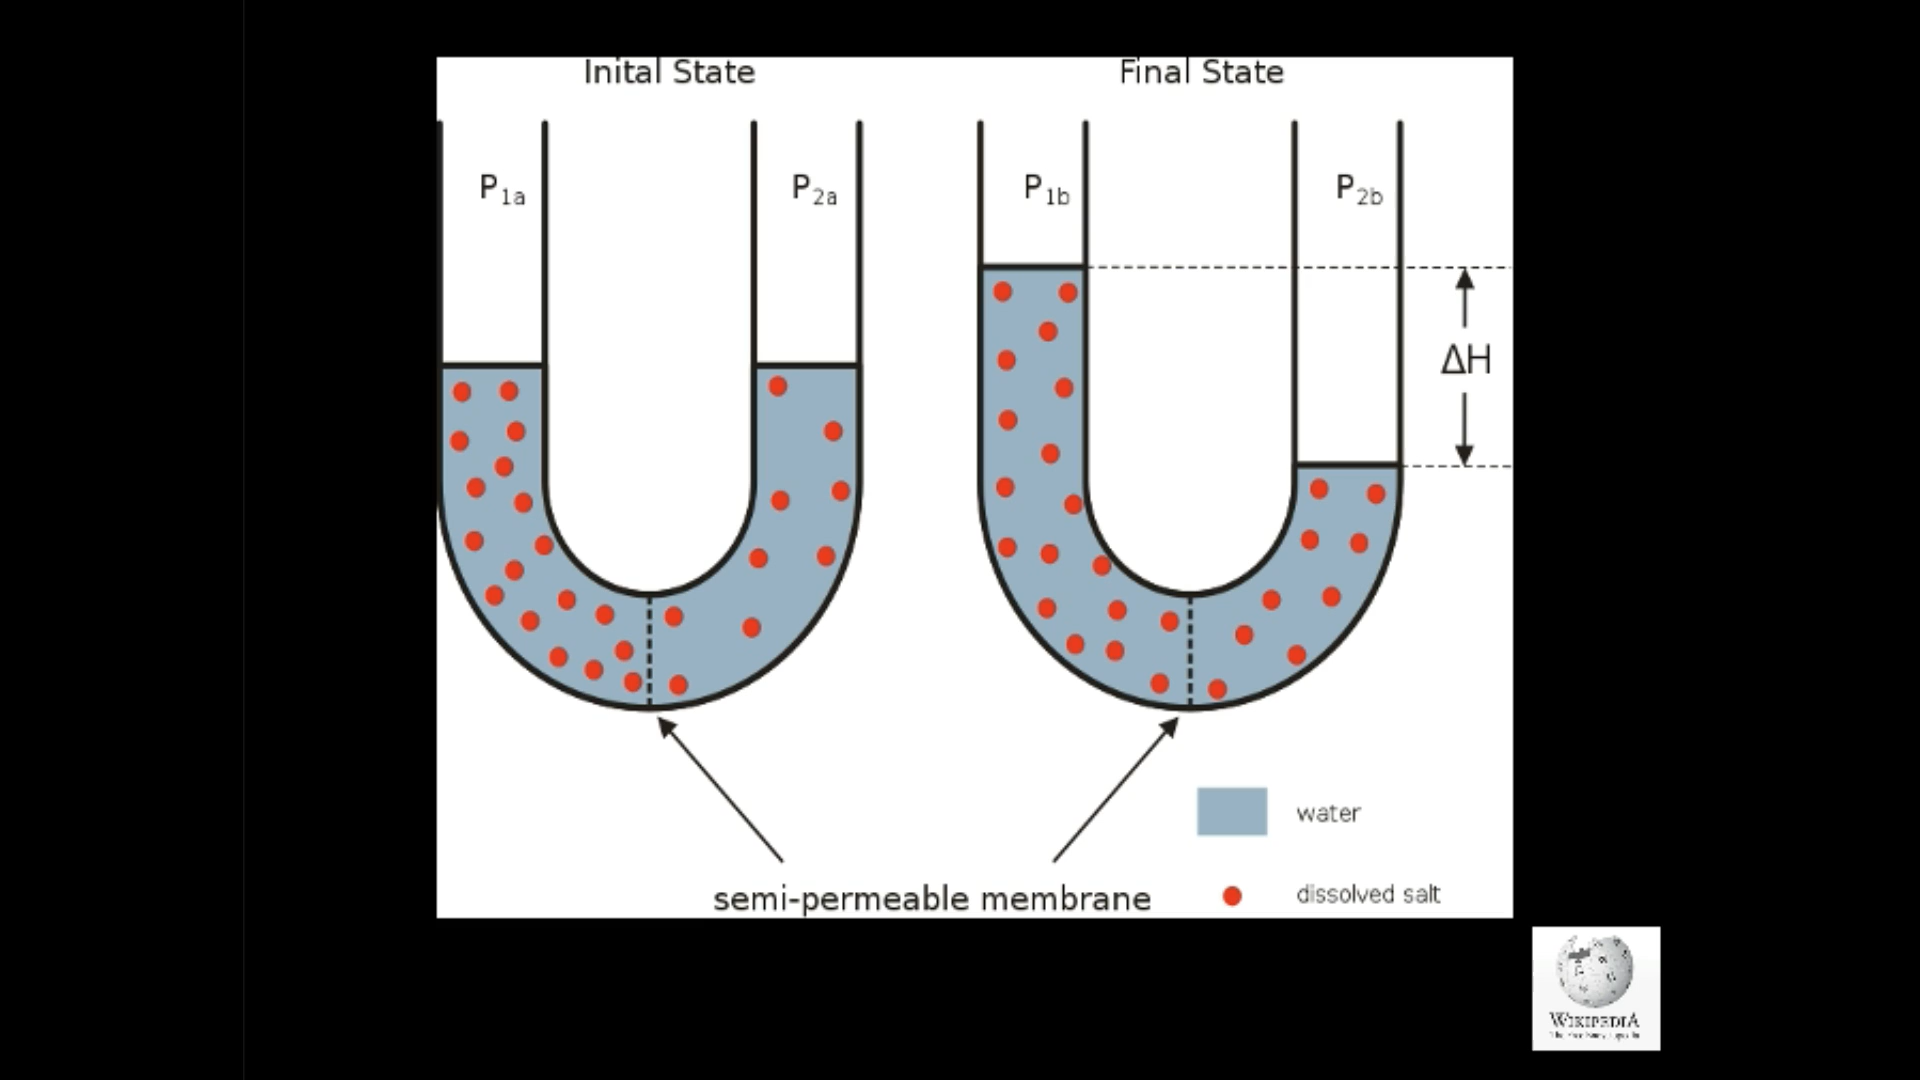 Inital State
Final State
P1a
P2a
P1b
P2b
ΔH
water
semi-permeable membrane
dissolved salt
WIKIPEDIA